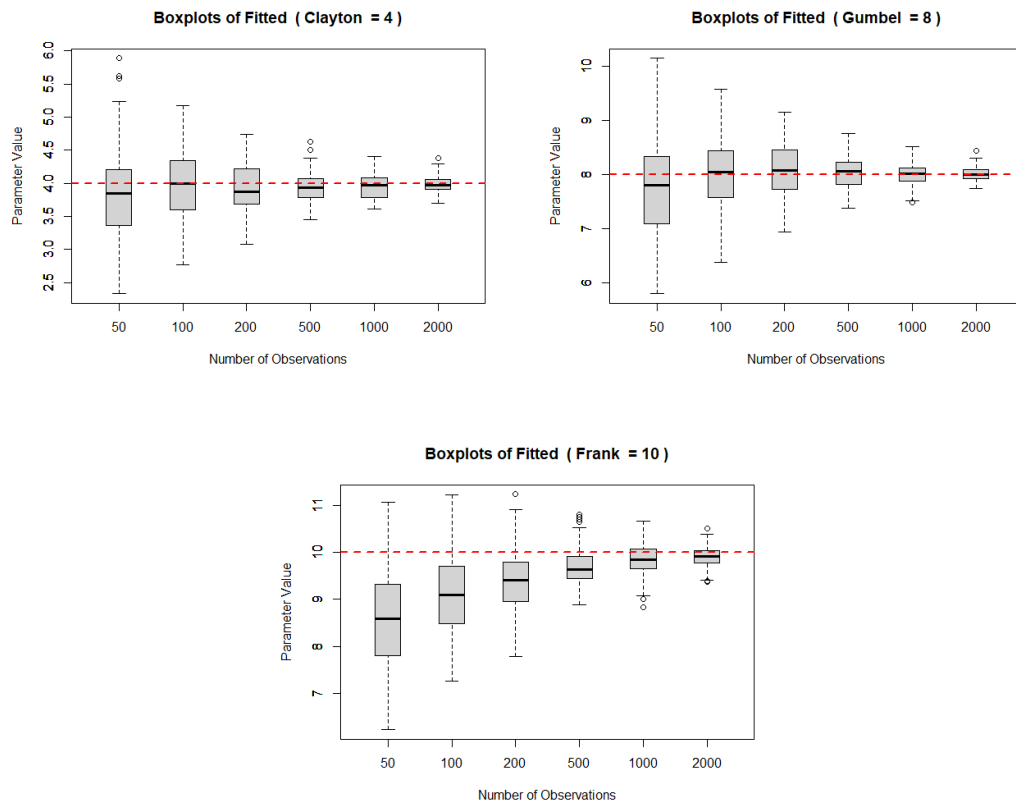 Boxplots of Fitted ( Clayton = 4)
Parameter Value
6.0
5.5
5.0
4.5
4.0
3.5
3.0
2.5
50 100 200 500 1000 2000
Number of Observations
Boxplots of Fitted ( Gumbel = 8 )
Parameter Value
10
9
8
7
6
50 100 200 500 1000 2000
Number of Observations
Boxplots of Fitted ( Frank = 10 )
Parameter Value
11
10
9
8
7
50 100 200 500 1000 2000
Number of Observations